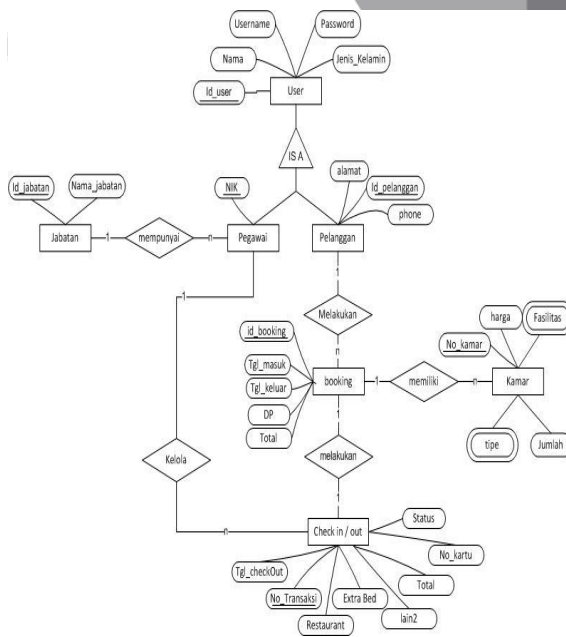 Username
Password
Nama
Jenis_Kelamin
Id_user
User
IS A
alamat
Id_jabatan
Nama_jabatan
NIK
Id_pelanggan
phone
Jabatan
1
mempunyai
n
Pegawai
Pelanggan
1
1
Melakukan
n
id_booking
Tgl_masuk
Tgl_keluar
DP
Total
booking
1
memiliki
n
Kamar
No_kamar
harga
Fasilitas
tipe
Jumlah
1
melakukan
1
Kelola
n
Check in / out
Status
No_kartu
Tgl_checkOut
Total
No_Transaksi
Extra Bed
lain2
Restaurant